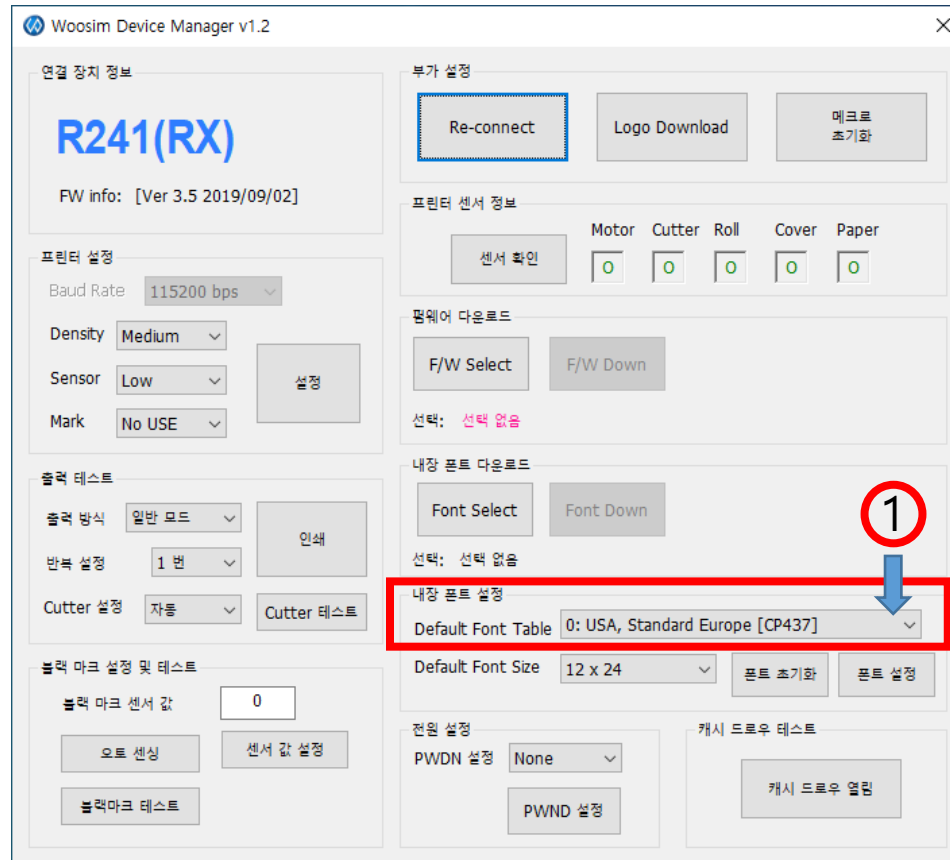 Woosim Device Manager v1.2
연결 장치 정보
R241(RX)
FW info: [Ver 3.5 2019/09/02]
프린터 설정
Baud Rate 115200 bps
Density Medium
Sensor Low
설정
Mark No USE
출력 테스트
출력 방식 일반 모드
인쇄
반복 설정 1 번
Cutter 설정 자동 Cutter 테스트
블랙 마크 설정 및 테스트
블랙 마크 센서 값 0
오토 센싱 센서 값 설정
블랙마크 테스트
부가 설정
Re-connect Logo Download
메크로
초기화
프린터 센서 정보
Motor Cutter Roll Cover Paper
센서 확인 O O O O O
펌웨어 다운로드
F/W Select F/W Down
선택: 선택 없음
내장 폰트 다운로드
Font Select Font Down
선택: 선택 없음
1
내장 폰트 설정
Default Font Table 0: USA, Standard Europe [CP437]
Default Font Size 12 x 24 폰트 초기화 폰트 설정
전원 설정
PWDN 설정 None
PWND 설정
캐시 드로우 테스트
캐시 드로우 열림